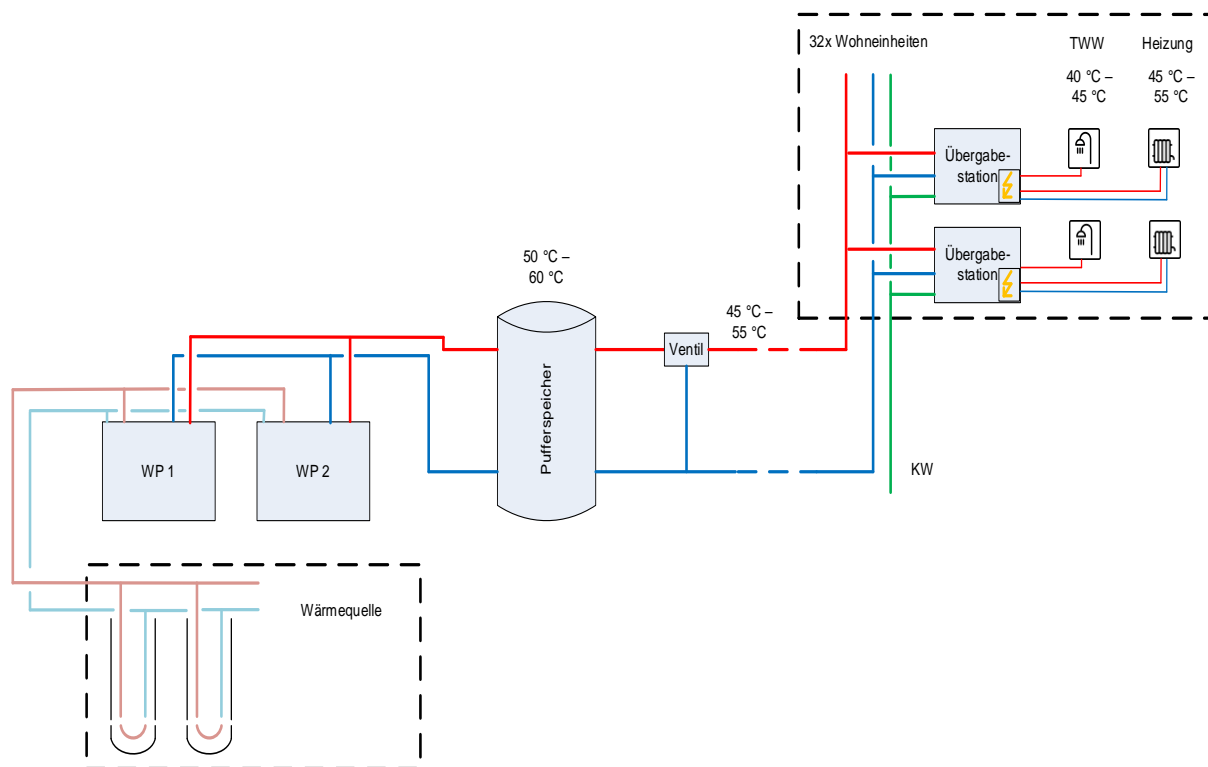 32x Wohneinheiten
TWW
Heizung
40 °C –
45 °C
45 °C –
55 °C
Übergabe-
station
Übergabe-
station
50 °C –
60 °C
45 °C –
55 °C
Ventil
Pufferspeicher
WP 1
WP 2
KW
Wärmequelle